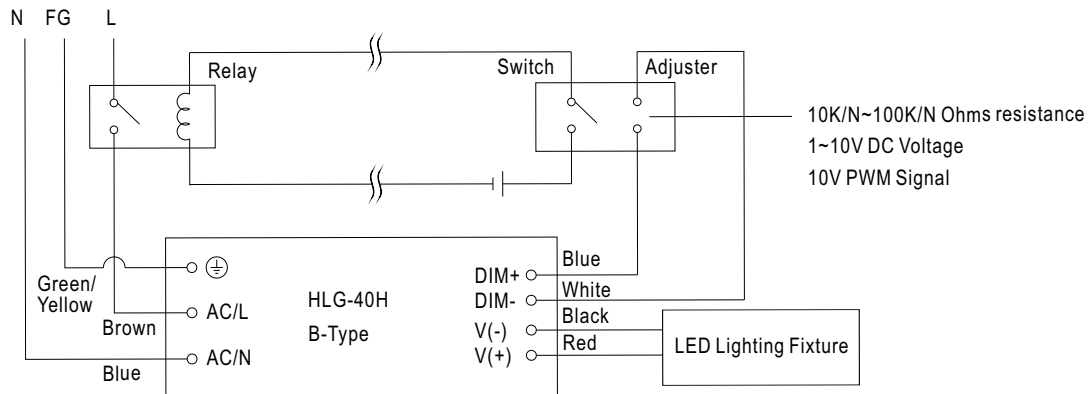 N FG L
Relay
Switch
Adjuster
10K/N~100K/N Ohms resistance
1~10V DC Voltage
10V PWM Signal
Green/
Yellow
Brown
Blue
AC/L
AC/N
HLG-40H
B-Type
DIM+
DIM-
V(-)
V(+)
Blue
White
Black
Red
LED Lighting Fixture